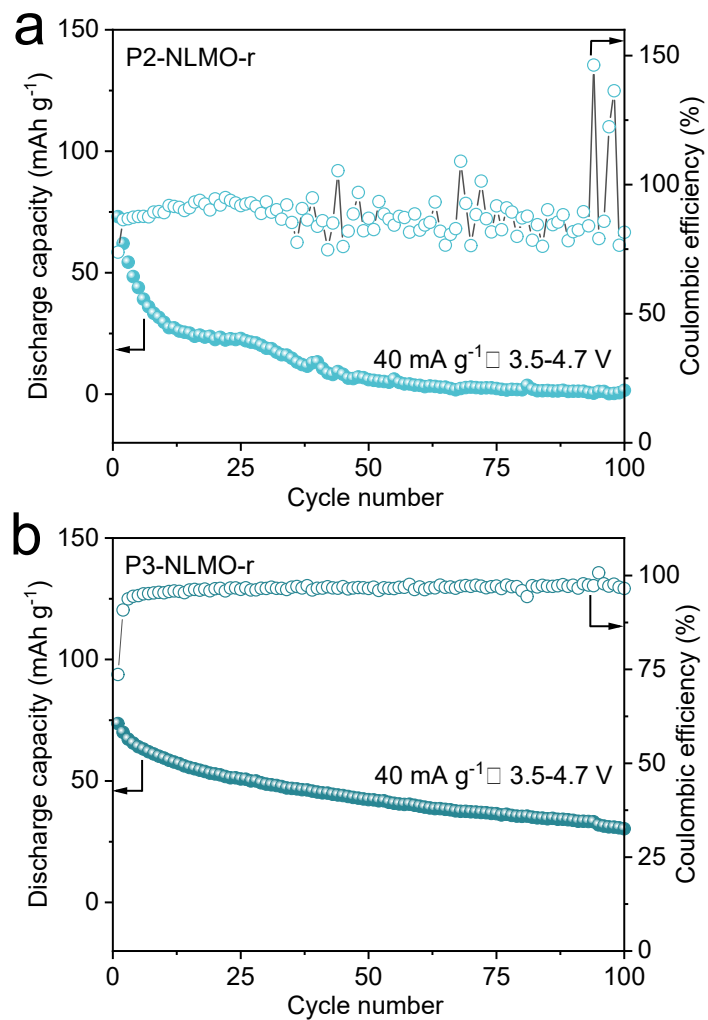 a
150
100
50
0
Discharge capacity (mAh g⁻¹)
P2-NLMO-r
40 mA g⁻¹□ 3.5-4.7 V
150
100
50
0
Coulombic efficiency (%)
0 25 50 75 100
Cycle number
b
150
100
50
0
Discharge capacity (mAh g⁻¹)
P3-NLMO-r
40 mA g⁻¹□ 3.5-4.7 V
100
75
50
25
0
Coulombic efficiency (%)
0 25 50 75 100
Cycle number